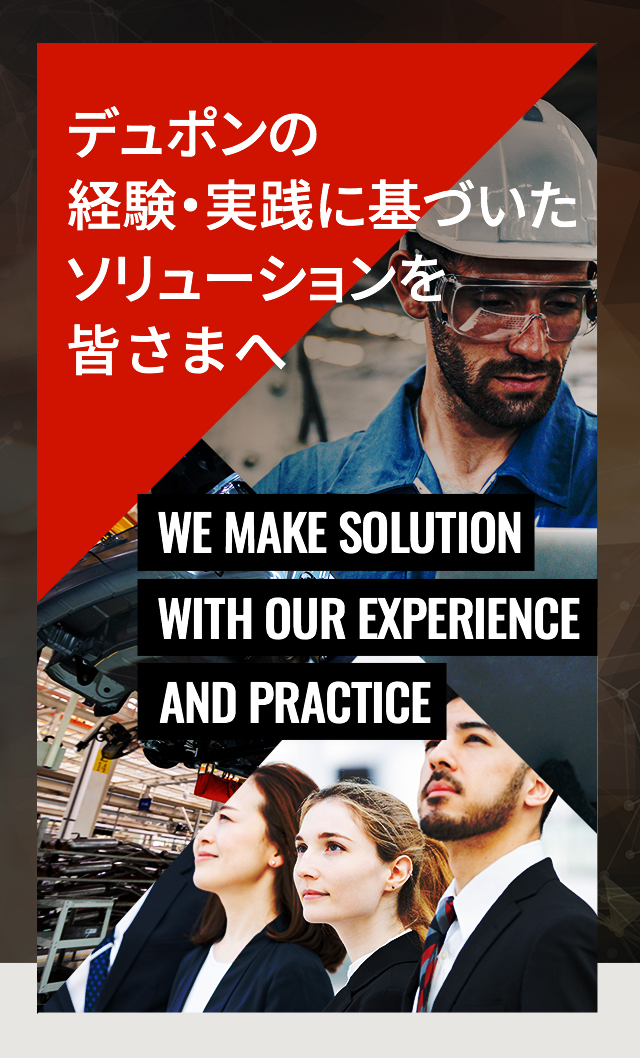 デュポンの
経験・実践に基づいた
ソリューションを
皆さまへ
WE MAKE SOLUTION
WITH OUR EXPERIENCE
AND PRACTICE